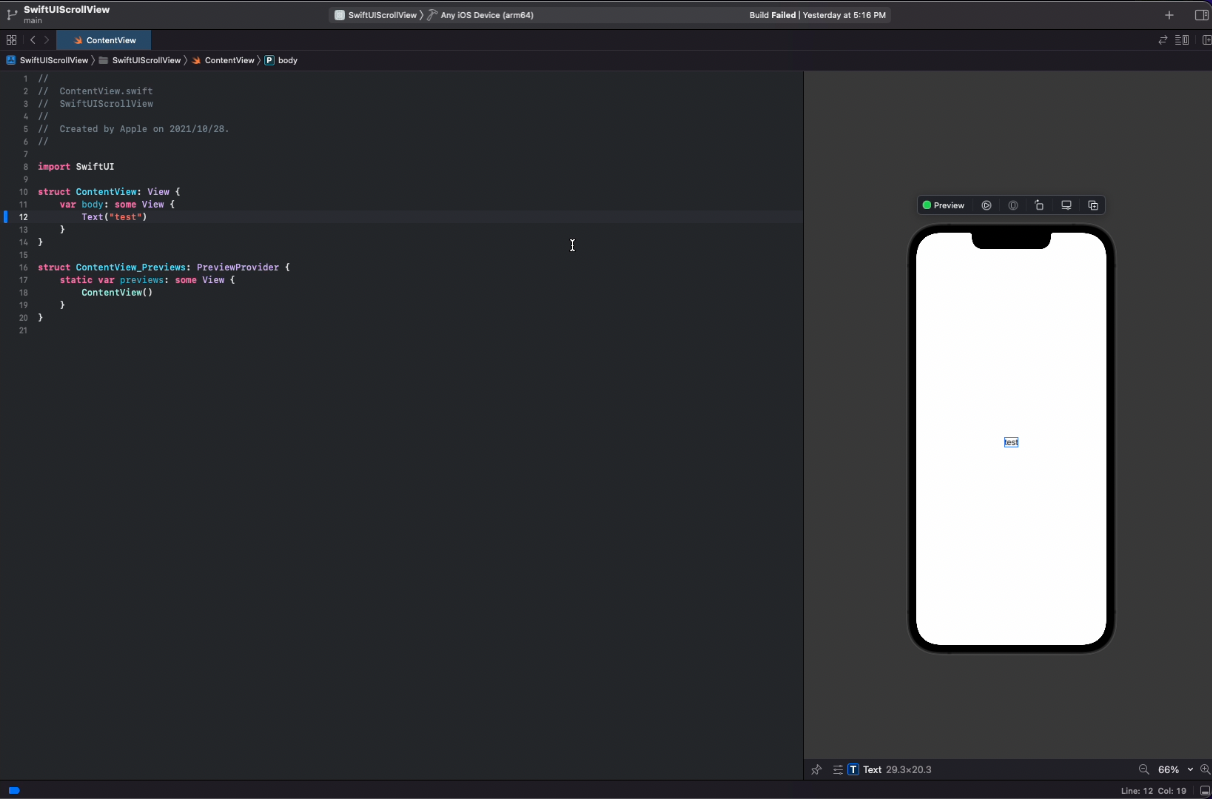 SwiftUIScrollView
main
SwiftUIScrollView 〉 Any iOS Device (arm64)
Build Failed | Yesterday at 5:16 PM
ContentView
SwiftUIScrollView 〉 SwiftUIScrollView 〉 ContentView 〉 P body
1 //
2 //  ContentView.swift
3 //  SwiftUIScrollView
4 //
5 //  Created by Apple on 2021/10/28.
6 //
7
8 import SwiftUI
9
10 struct ContentView: View {
11     var body: some View {
12         Text("test")
13     }
14 }
15
16 struct ContentView_Previews: PreviewProvider {
17     static var previews: some View {
18         ContentView()
19     }
20 }
21
Preview
test
T Text 29.3×20.3
66%
Line: 12 Col: 19